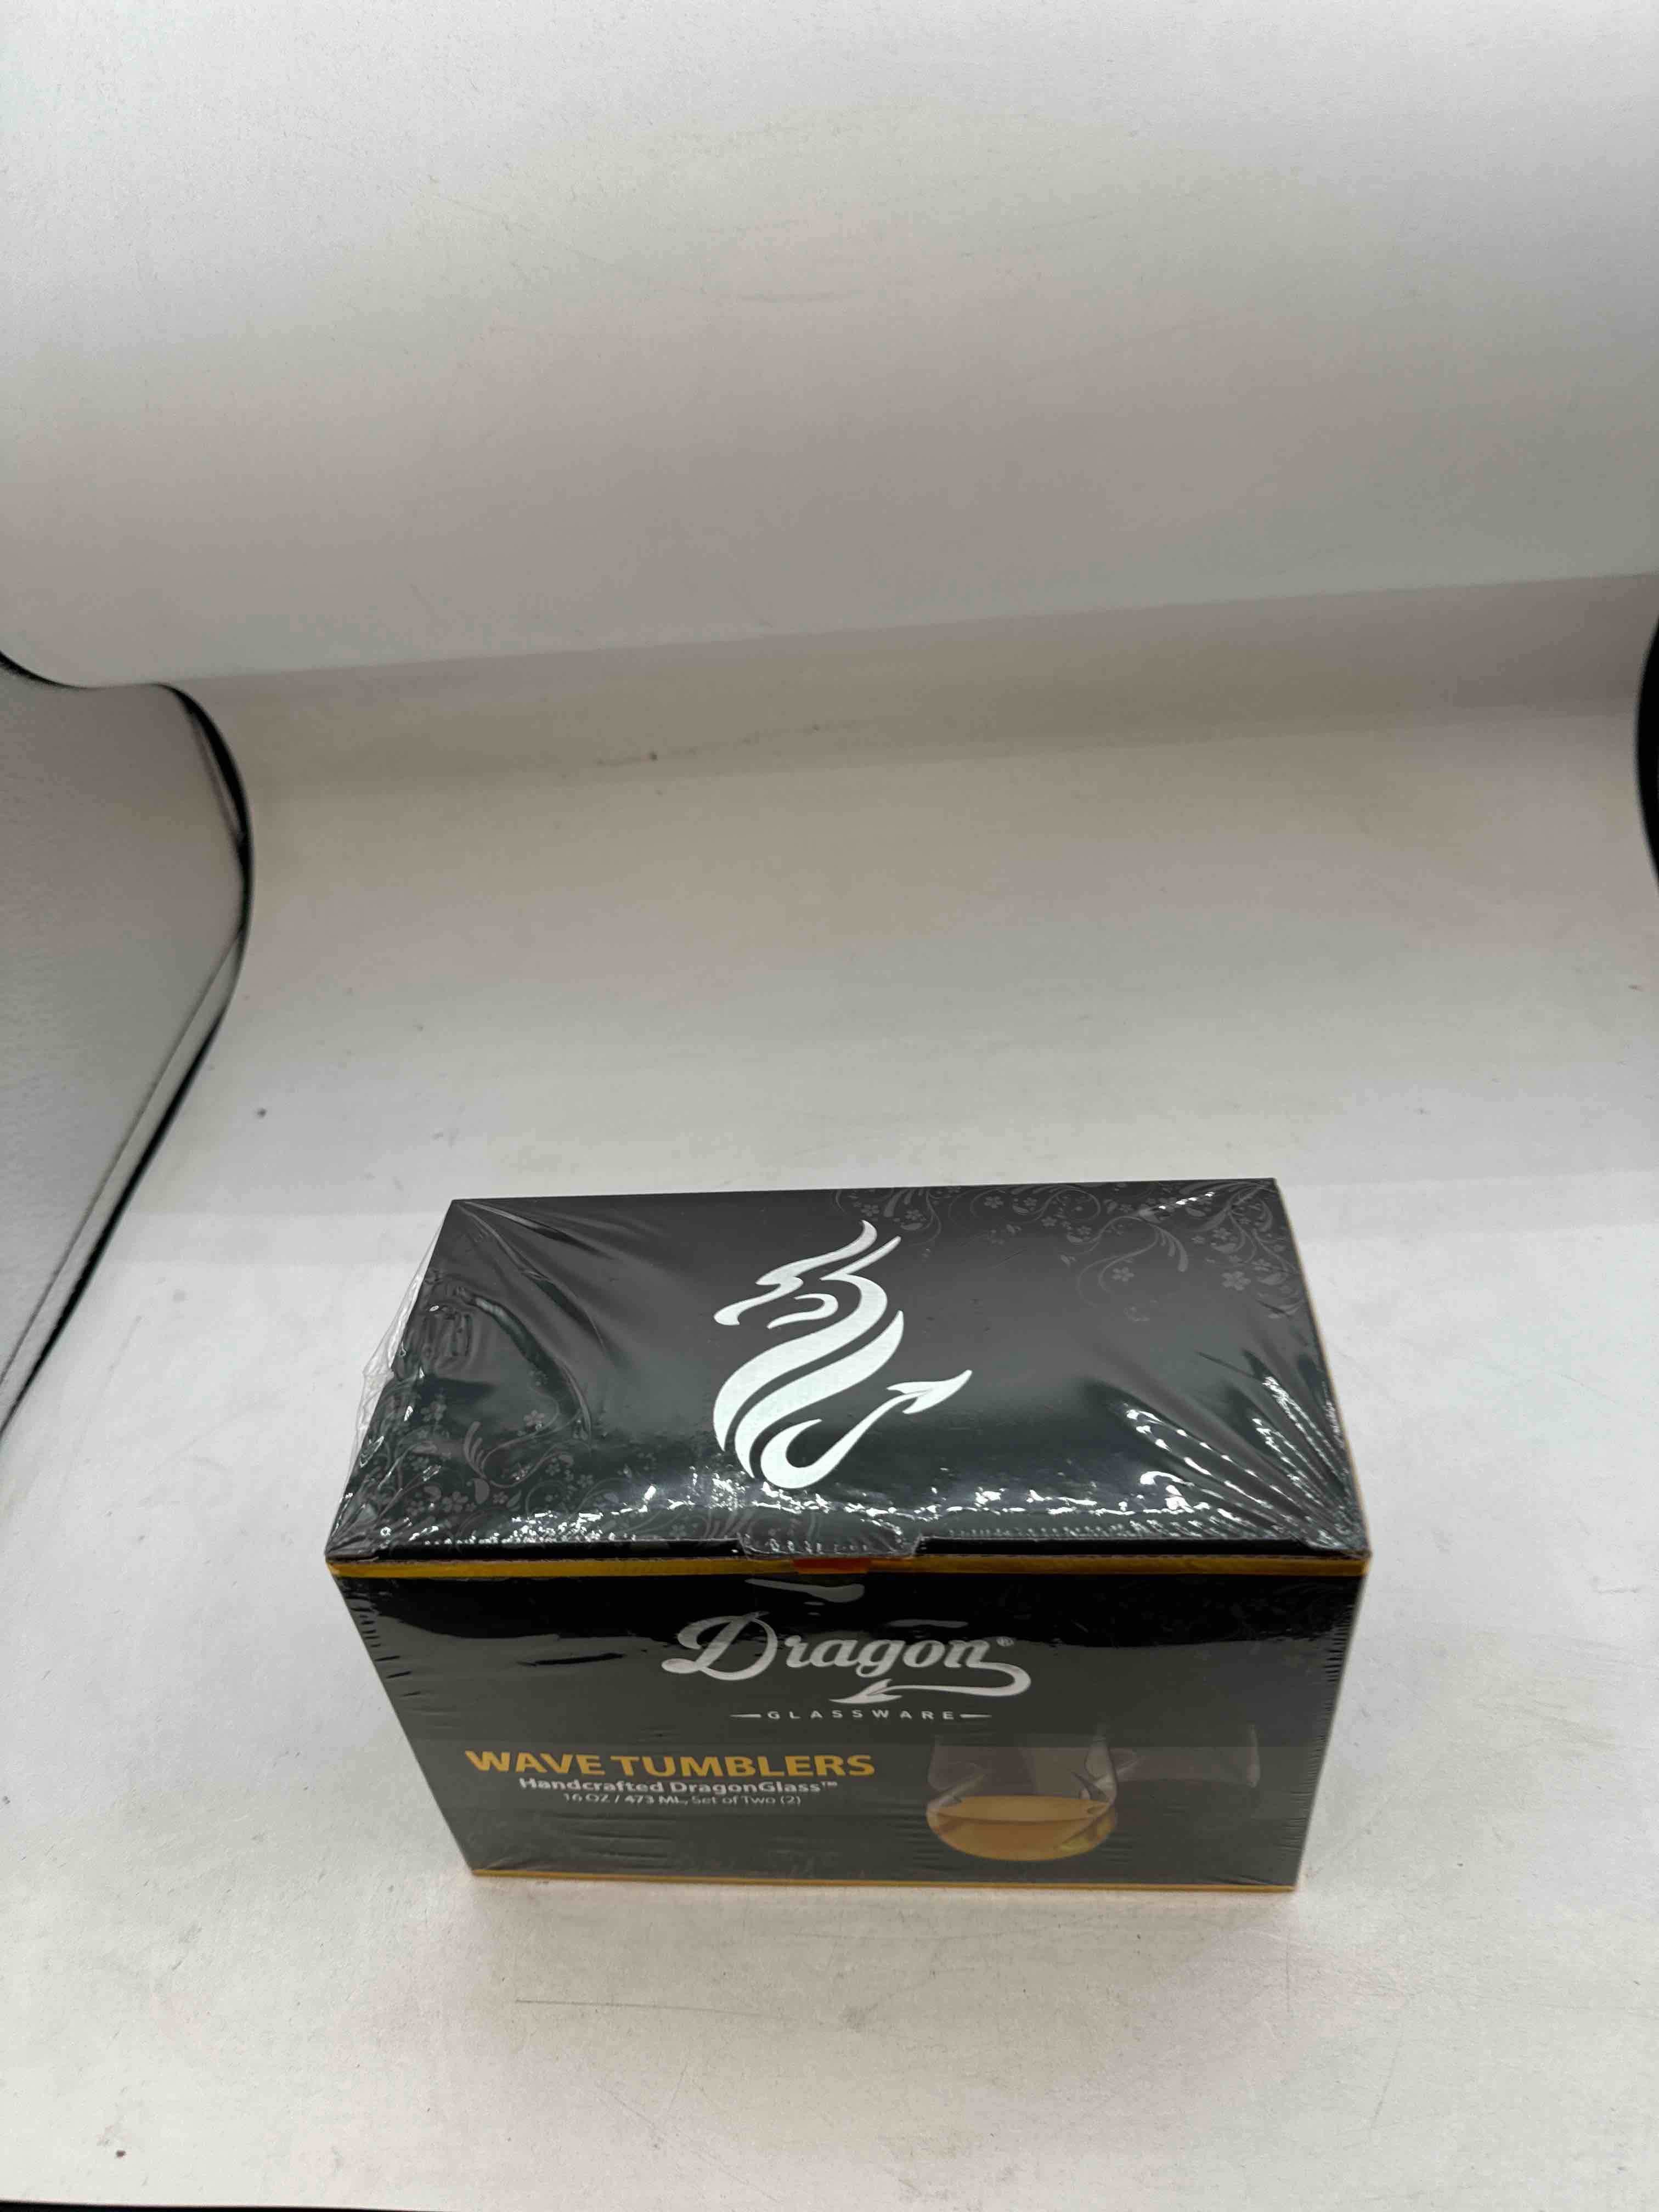 Dragon®
GLASSWARE
WAVE TUMBLERS
Handcrafted DragonGlass™
16 OZ / 473 ML, Set of Two (2)